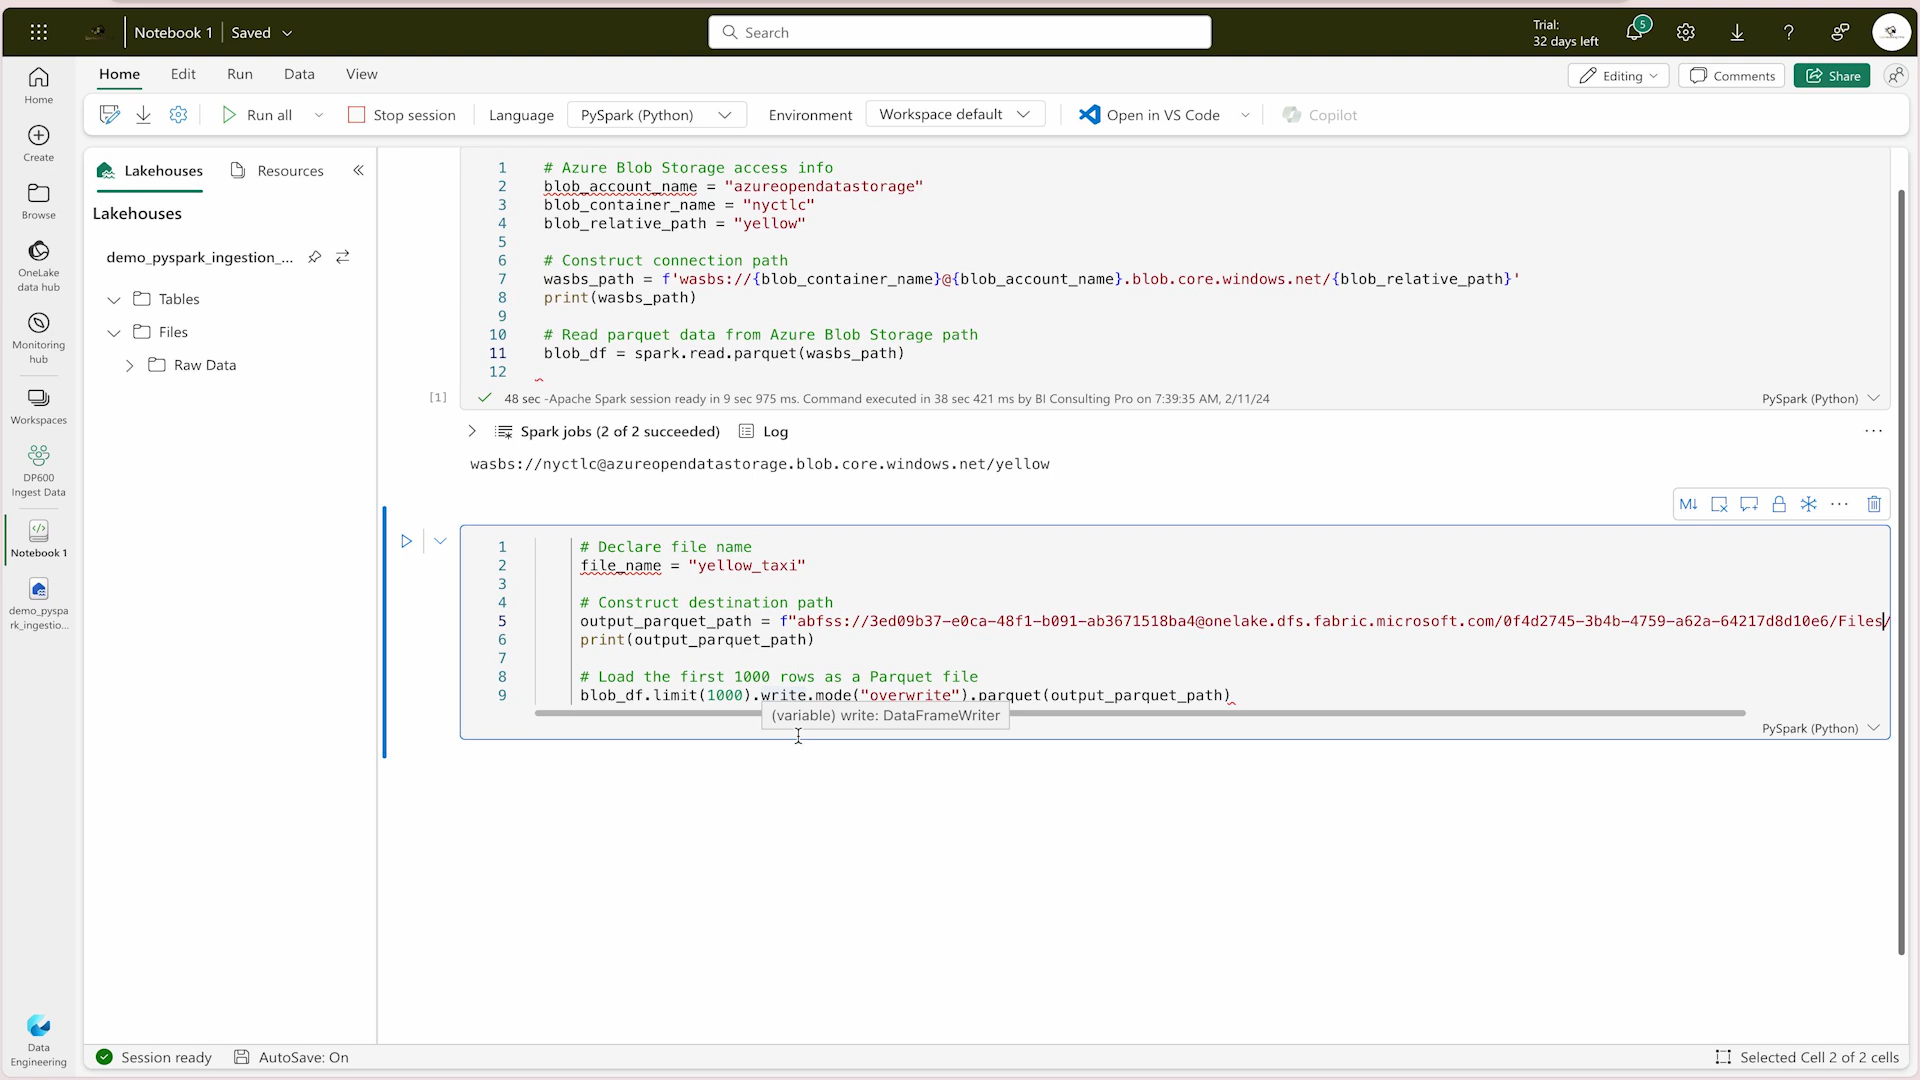 Notebook 1 | Saved
Search
Trial:
32 days left
5
Home
Edit
Run
Data
View
Editing
Comments
Share
Run all
Stop session
Language
PySpark (Python)
Environment
Workspace default
Open in VS Code
Copilot
Home
Create
Browse
OneLake
data hub
Monitoring
hub
Workspaces
DP600
Ingest Data
Notebook 1
demo_pyspa
rk_ingestio...
Data
Engineering
Lakehouses
Resources
Lakehouses
demo_pyspark_ingestion_...
Tables
Files
Raw Data
1 # Azure Blob Storage access info
2 blob_account_name = "azureopendatastorage"
3 blob_container_name = "nyctlc"
4 blob_relative_path = "yellow"
5
6 # Construct connection path
7 wasbs_path = f'wasbs://{blob_container_name}@{blob_account_name}.blob.core.windows.net/{blob_relative_path}'
8 print(wasbs_path)
9
10 # Read parquet data from Azure Blob Storage path
11 blob_df = spark.read.parquet(wasbs_path)
12
[1]
48 sec -Apache Spark session ready in 9 sec 975 ms. Command executed in 38 sec 421 ms by BI Consulting Pro on 7:39:35 AM, 2/11/24
PySpark (Python)
Spark jobs (2 of 2 succeeded)
Log
wasbs://nyctlc@azureopendatastorage.blob.core.windows.net/yellow
M↓
1 # Declare file name
2 file_name = "yellow_taxi"
3
4 # Construct destination path
5 output_parquet_path = f"abfss://3ed09b37-e0ca-48f1-b091-ab3671518ba4@onelake.dfs.fabric.microsoft.com/0f4d2745-3b4b-4759-a62a-64217d8d10e6/Files/
6 print(output_parquet_path)
7
8 # Load the first 1000 rows as a Parquet file
9 blob_df.limit(1000).write.mode("overwrite").parquet(output_parquet_path)
(variable) write: DataFrameWriter
PySpark (Python)
Session ready
AutoSave: On
Selected Cell 2 of 2 cells